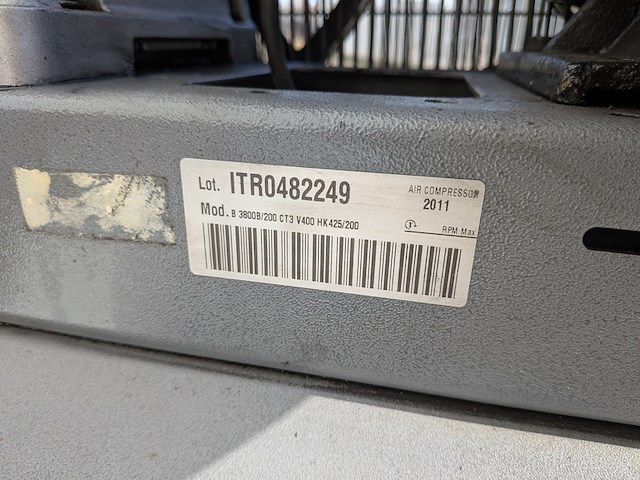 Lot. ITR0482249
AIR COMPRESSOR
2011
Mod. B 3800B/200 CT3 V400 HK425/200
RPM Max